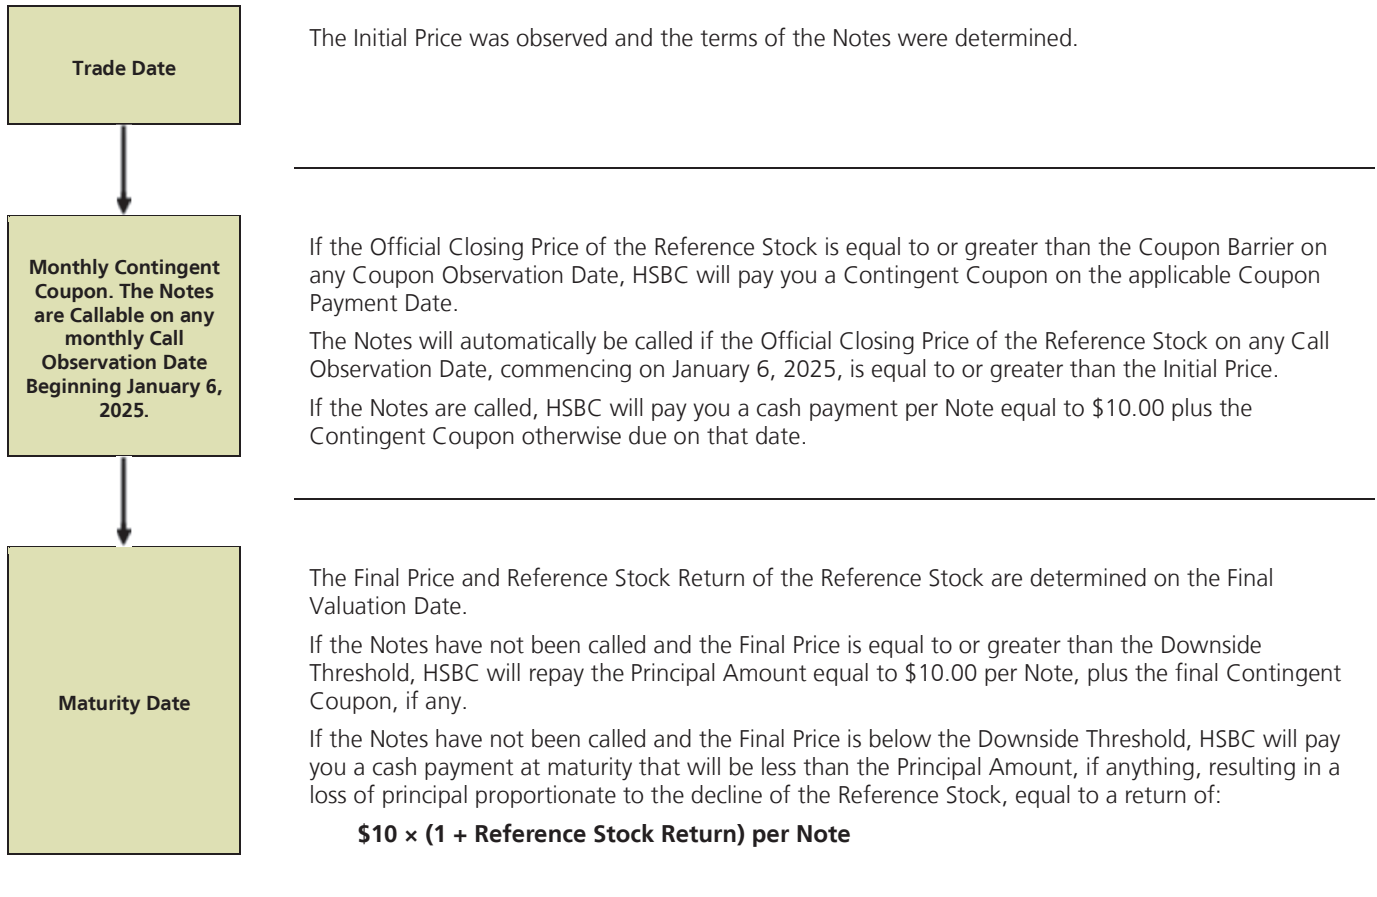 Trade Date
The Initial Price was observed and the terms of the Notes were determined.
Monthly Contingent
Coupon. The Notes
are Callable on any
monthly Call
Observation Date
Beginning January 6,
2025.
If the Official Closing Price of the Reference Stock is equal to or greater than the Coupon Barrier on
any Coupon Observation Date, HSBC will pay you a Contingent Coupon on the applicable Coupon
Payment Date.
The Notes will automatically be called if the Official Closing Price of the Reference Stock on any Call
Observation Date, commencing on January 6, 2025, is equal to or greater than the Initial Price.
If the Notes are called, HSBC will pay you a cash payment per Note equal to $10.00 plus the
Contingent Coupon otherwise due on that date.
Maturity Date
The Final Price and Reference Stock Return of the Reference Stock are determined on the Final
Valuation Date.
If the Notes have not been called and the Final Price is equal to or greater than the Downside
Threshold, HSBC will repay the Principal Amount equal to $10.00 per Note, plus the final Contingent
Coupon, if any.
If the Notes have not been called and the Final Price is below the Downside Threshold, HSBC will pay
you a cash payment at maturity that will be less than the Principal Amount, if anything, resulting in a
loss of principal proportionate to the decline of the Reference Stock, equal to a return of:
$10 × (1 + Reference Stock Return) per Note